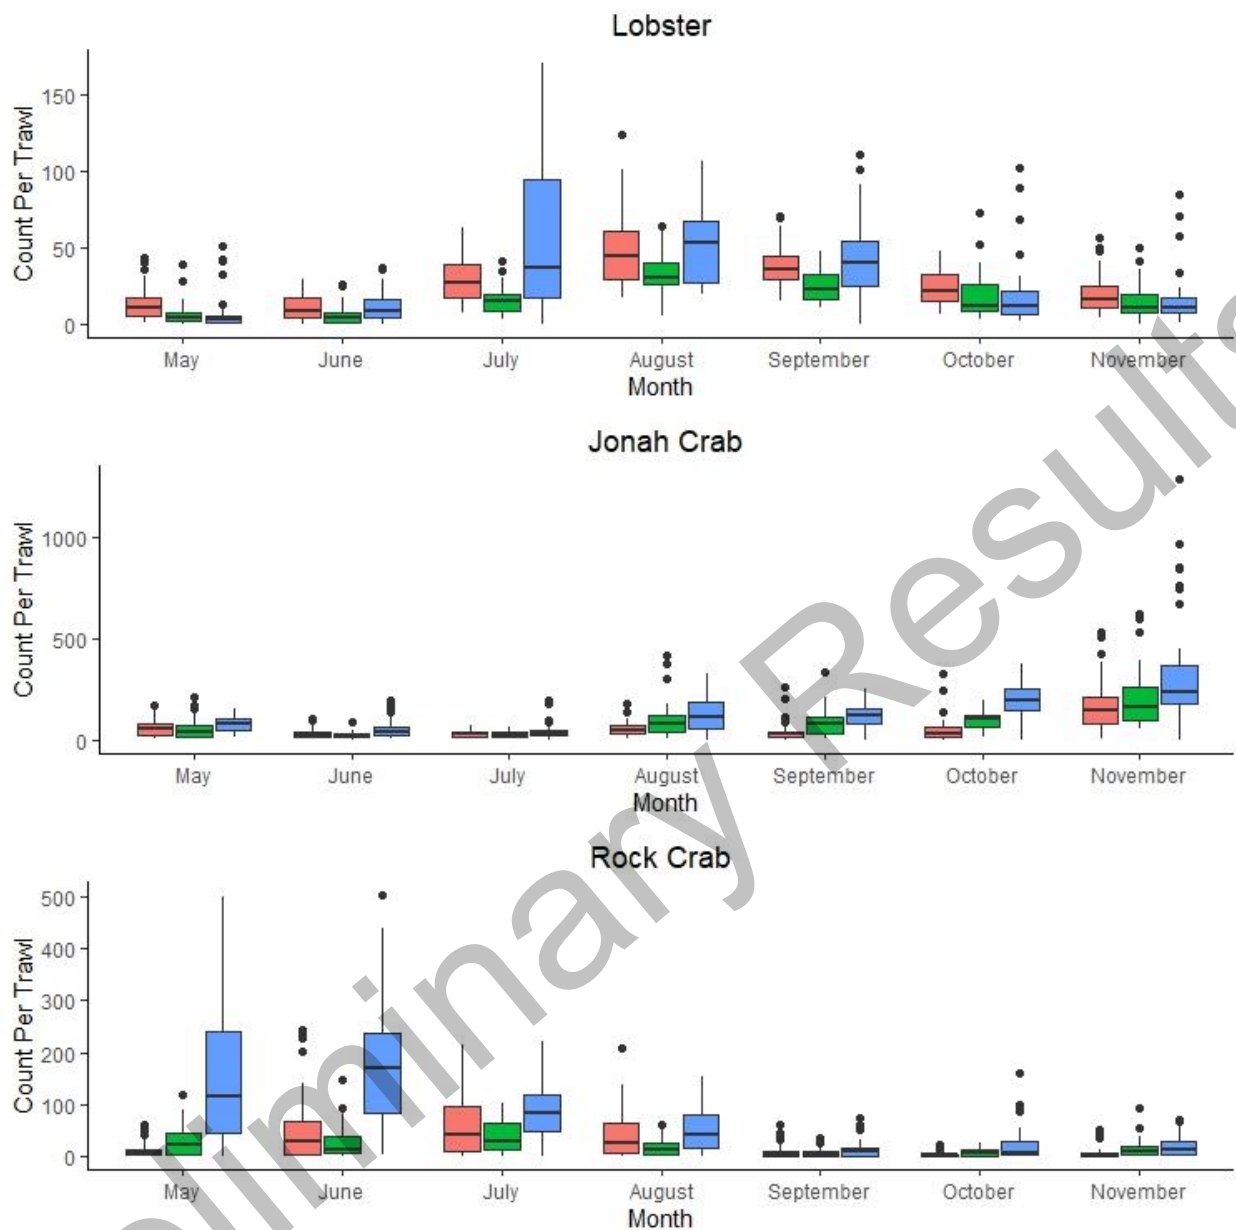 Lobster
150
100
50
0
Count Per Trawl
May June July August September October November
Month
Jonah Crab
1000
500
0
Count Per Trawl
May June July August September October November
Month
Rock Crab
500
400
300
200
100
0
Count Per Trawl
May June July August September October November
Month
liminary Results